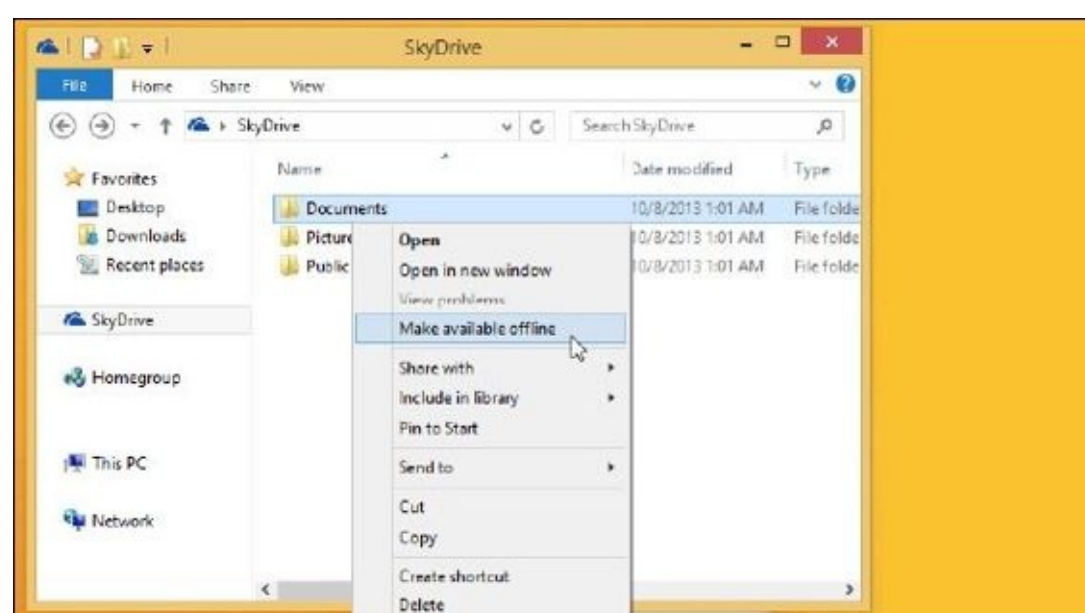 SkyDrive
File Home Share View
SkyDrive Search SkyDrive
Name Date modified Type
Favorites
Desktop
Downloads
Recent places
SkyDrive
Homegroup
This PC
Network
Documents 10/8/2013 1:01 AM File folde
Picture 10/8/2013 1:01 AM File folde
Public 10/8/2013 1:01 AM File folde
Open
Open in new window
View problems
Make available offline
Share with
Include in library
Pin to Start
Send to
Cut
Copy
Create shortcut
Delete